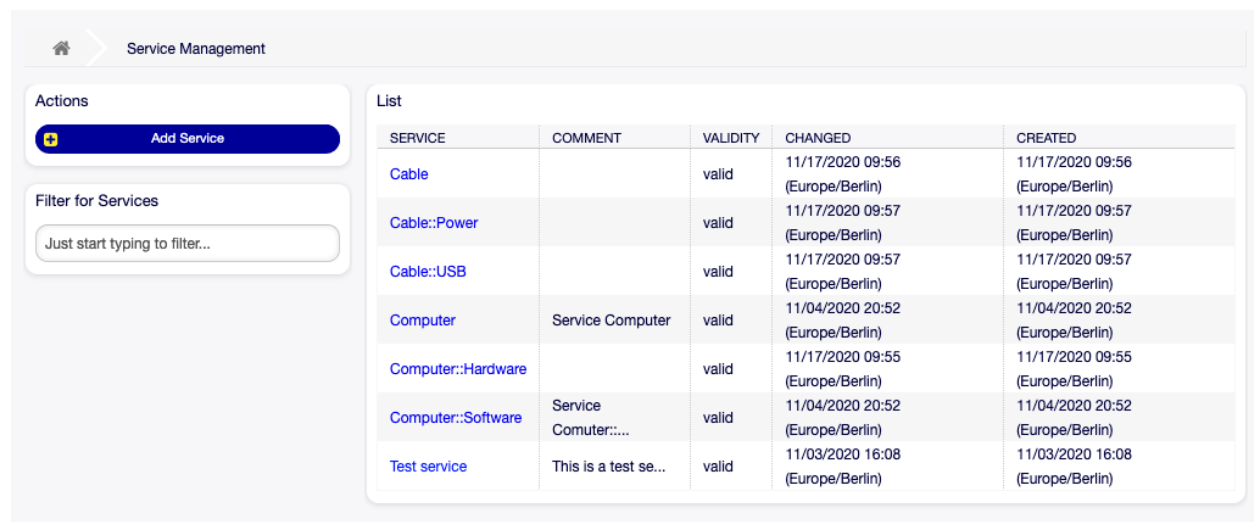 Service Management
Actions
Add Service
Filter for Services
Just start typing to filter...
List
SERVICE COMMENT VALIDITY CHANGED CREATED
Cable valid 11/17/2020 09:56 (Europe/Berlin) 11/17/2020 09:56 (Europe/Berlin)
Cable::Power valid 11/17/2020 09:57 (Europe/Berlin) 11/17/2020 09:57 (Europe/Berlin)
Cable::USB valid 11/17/2020 09:57 (Europe/Berlin) 11/17/2020 09:57 (Europe/Berlin)
Computer Service Computer valid 11/04/2020 20:52 (Europe/Berlin) 11/04/2020 20:52 (Europe/Berlin)
Computer::Hardware valid 11/17/2020 09:55 (Europe/Berlin) 11/17/2020 09:55 (Europe/Berlin)
Computer::Software Service Comuter::... valid 11/04/2020 20:52 (Europe/Berlin) 11/04/2020 20:52 (Europe/Berlin)
Test service This is a test se... valid 11/03/2020 16:08 (Europe/Berlin) 11/03/2020 16:08 (Europe/Berlin)